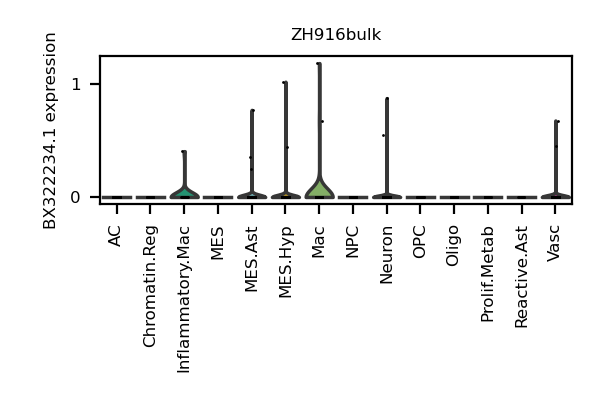 ZH916bulk
BX322234.1 expression
1
0
AC
Chromatin.Reg
Inflammatory.Mac
MES
MES.Ast
MES.Hyp
Mac
NPC
Neuron
OPC
Oligo
Prolif.Metab
Reactive.Ast
Vasc